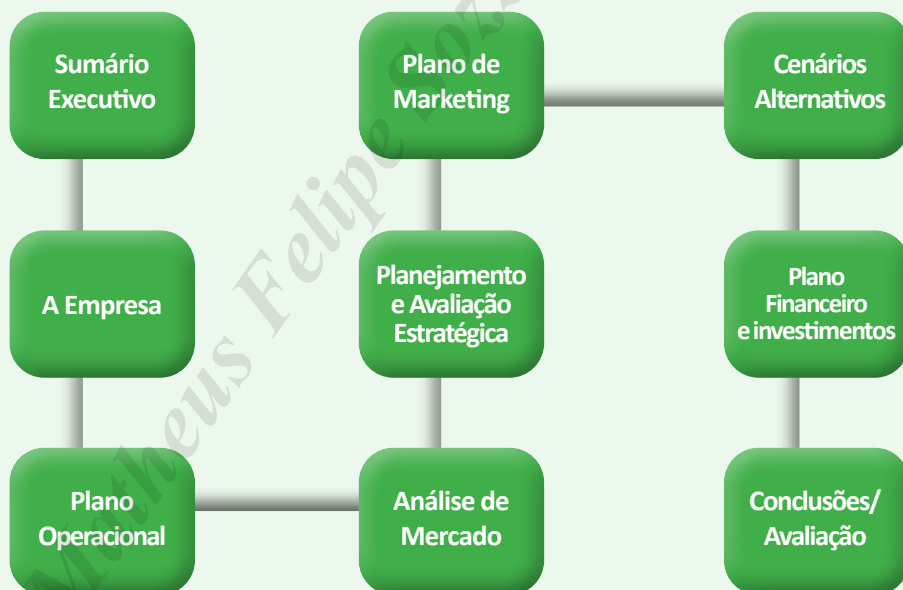 Sumário
Executivo
A Empresa
Plano
Operacional
Análise de
Mercado
Planejamento
e Avaliação
Estratégica
Plano de
Marketing
Cenários
Alternativos
Plano
Financeiro
e investimentos
Conclusões/
Avaliação
Matheus Felipe